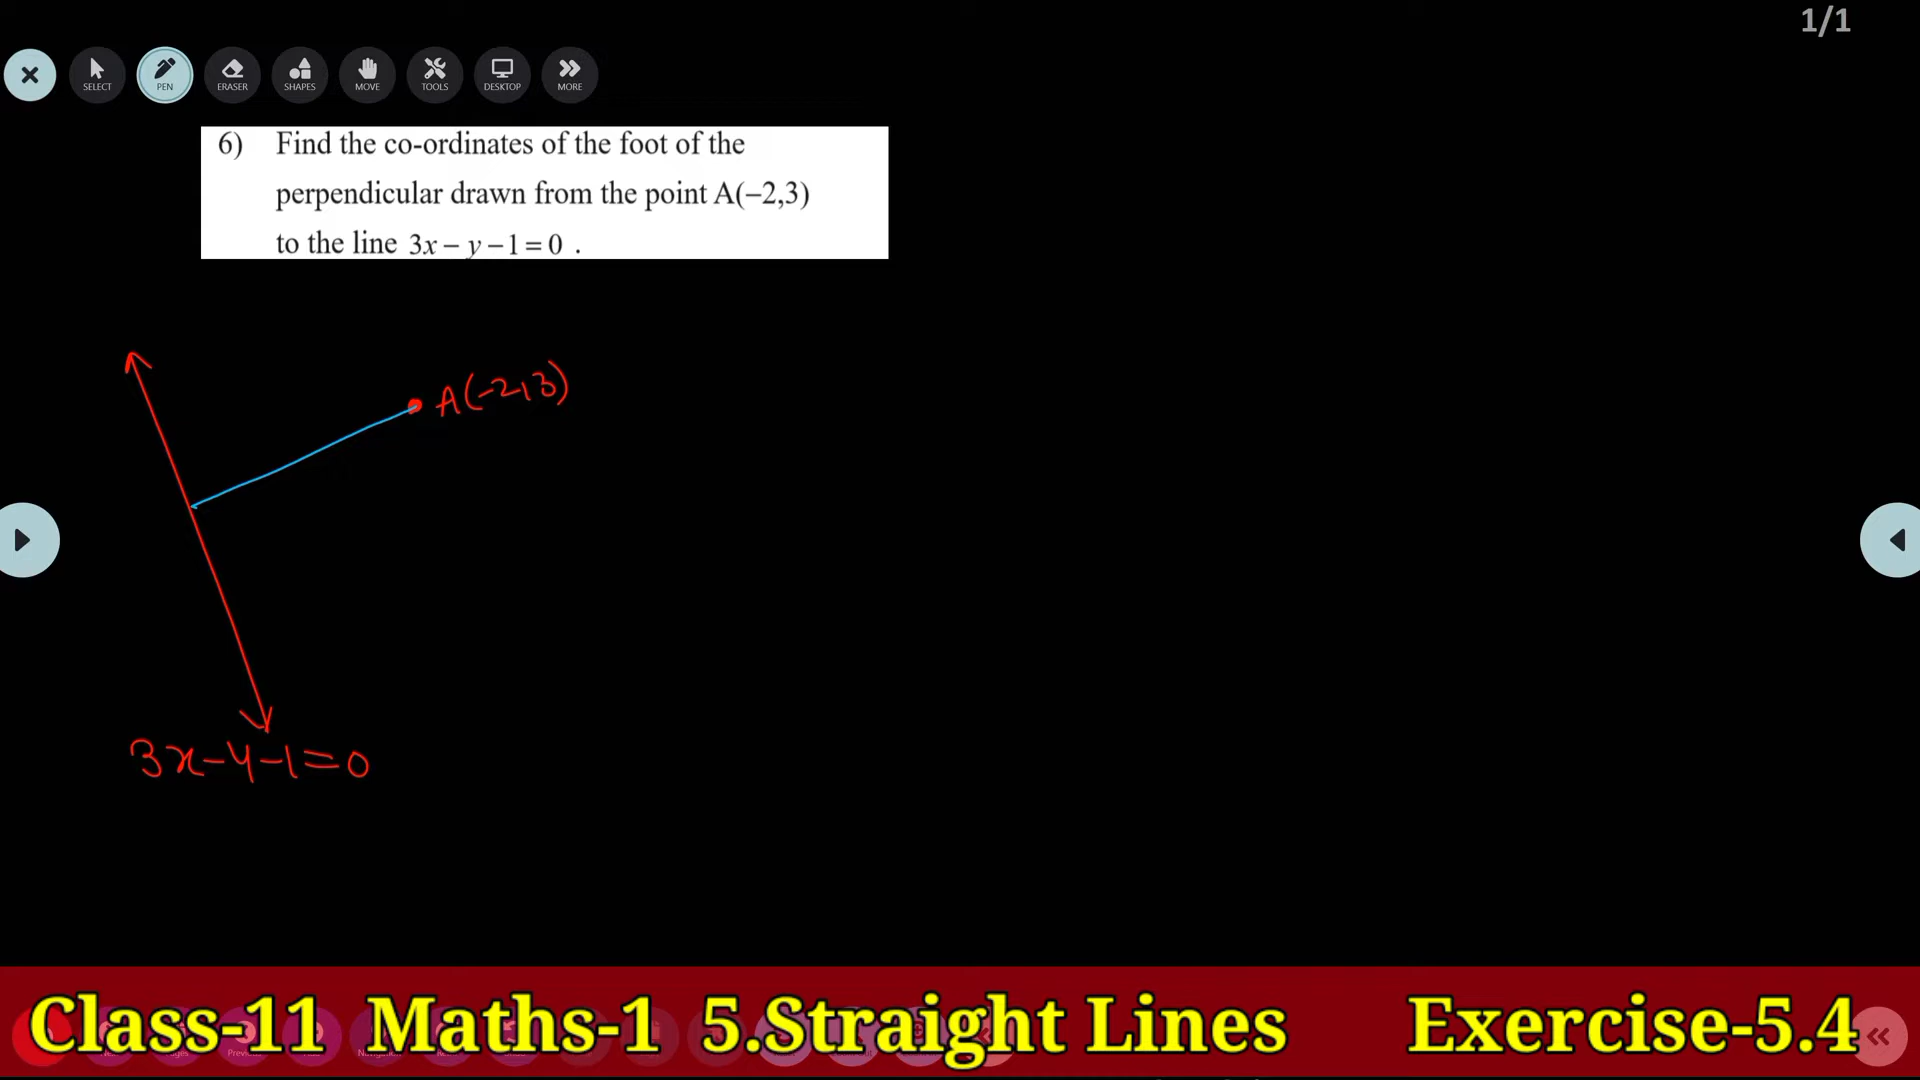 1/1
SELECT PEN ERASER SHAPES MOVE TOOLS DESKTOP MORE
6) Find the co-ordinates of the foot of the
perpendicular drawn from the point A(−2,3)
to the line 3x − y − 1 = 0 .
A(-2,3)
3x-y-1=0
Class-11 Maths-1 5.Straight Lines Exercise-5.4